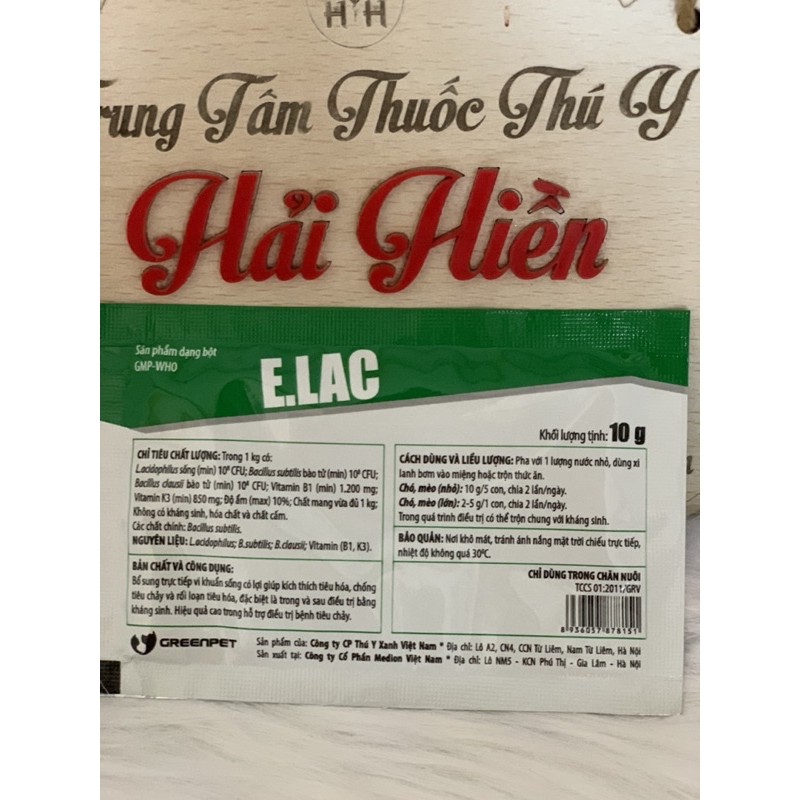 HYH
Trung Tâm Thuốc Thú Y
Hải Hiền
Sản phẩm dạng bột
GMP-WHO
E.LAC
Khối lượng tịnh: 10 g
CHỈ TIÊU CHẤT LƯỢNG: Trong 1 kg có:
L.acidophilus sống (min) 10⁸ CFU; Bacillus subtilis bào tử (min) 10⁸ CFU;
Bacillus clausii bào tử (min) 10⁸ CFU; Vitamin B1 (min) 1.200 mg;
Vitamin K3 (min) 850 mg; Độ ẩm (max) 10%; Chất mang vừa đủ 1 kg;
Không có kháng sinh, hóa chất và chất cấm.
Các chất chính: Bacillus subtilis.
NGUYÊN LIỆU: L.acidophilus; B.subtilis; B.clausii; Vitamin (B1, K3).
BẢN CHẤT VÀ CÔNG DỤNG:
Bổ sung trực tiếp vi khuẩn sống có lợi giúp kích thích tiêu hóa, chống
tiêu chảy và rối loạn tiêu hóa, đặc biệt là trong và sau điều trị bằng
kháng sinh. Hiệu quả cao trong hỗ trợ điều trị bệnh tiêu chảy.
CÁCH DÙNG VÀ LIỀU LƯỢNG: Pha với 1 lượng nước nhỏ, dùng xi
lanh bơm vào miệng hoặc trộn thức ăn.
Chó, mèo (nhỏ): 10 g/5 con, chia 2 lần/ngày.
Chó, mèo (lớn): 2-5 g/1 con, chia 2 lần/ngày.
Trong quá trình điều trị có thể trộn chung với kháng sinh.
BẢO QUẢN: Nơi khô mát, tránh ánh nắng mặt trời chiếu trực tiếp,
nhiệt độ không quá 30ºC.
CHỈ DÙNG TRONG CHĂN NUÔI
TCCS 01:2011/GRV
8 936057 878151
GREENPET
Sản phẩm của: Công ty CP Thú Y Xanh Việt Nam * Địa chỉ: Lô A2, CN4, CCN Từ Liêm, Nam Từ Liêm, Hà Nội
Sản xuất tại: Công ty Cổ Phần Medion Việt Nam * Địa chỉ: Lô NM5 - KCN Phú Thị - Gia Lâm - Hà Nội